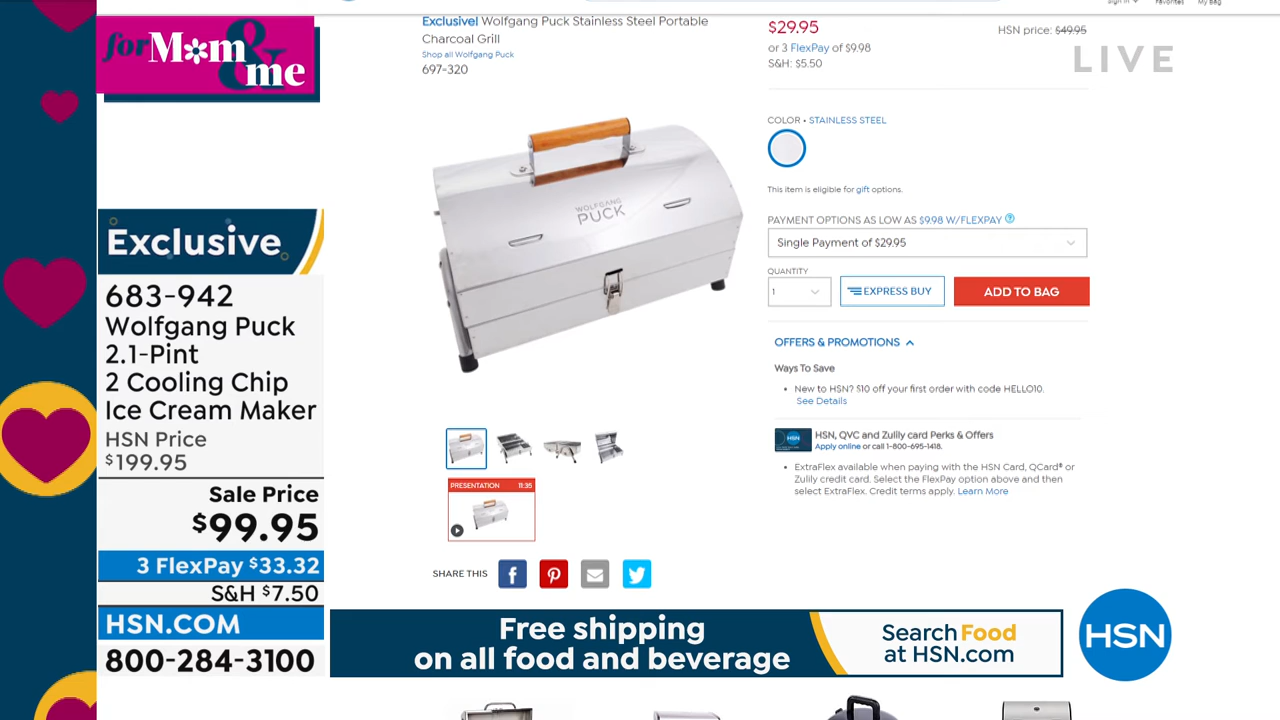 for Mom
& me
Exclusive
683-942
Wolfgang Puck
2.1-Pint
2 Cooling Chip
Ice Cream Maker
HSN Price
$199.95
Sale Price
$99.95
3 FlexPay $33.32
S&H $7.50
HSN.COM
800-284-3100
Exclusive! Wolfgang Puck Stainless Steel Portable
Charcoal Grill
Shop all Wolfgang Puck
697-320
WOLFGANG
PUCK
PRESENTATION 11:35
SHARE THIS
Sign in
Favorites
My Bag
$29.95
HSN price: $49.95
or 3 FlexPay of $9.98
S&H: $5.50
LIVE
COLOR • STAINLESS STEEL
This item is eligible for gift options.
PAYMENT OPTIONS AS LOW AS $9.98 W/FLEXPAY ?
Single Payment of $29.95
QUANTITY
1
EXPRESS BUY
ADD TO BAG
OFFERS & PROMOTIONS
Ways To Save
• New to HSN? $10 off your first order with code HELLO10.
See Details
HSN
HSN, QVC and Zulily card Perks & Offers
Apply online or call 1-800-695-1418.
• ExtraFlex available when paying with the HSN Card, QCard® or
Zulily credit card. Select the FlexPay option above and then
select ExtraFlex. Credit terms apply. Learn More
Free shipping
on all food and beverage
Search Food
at HSN.com
HSN